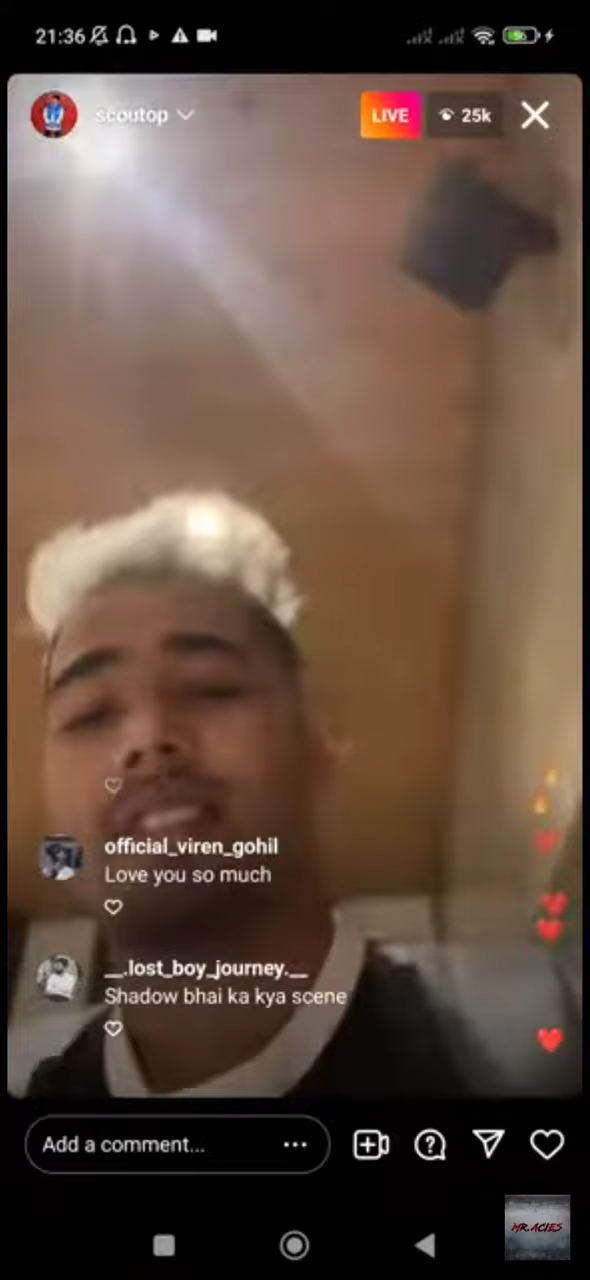 21:36
56
scoutop
LIVE
25k
official_viren_gohil
Love you so much
__.lost_boy_journey.__
Shadow bhai ka kya scene
Add a comment...
MR.ACIES